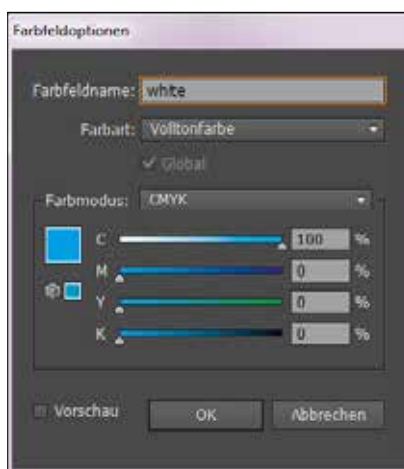 Farbfeldoptionen
Farbfeldname: white
Farbart: Volltonfarbe
Global
Farbmodus: CMYK
C 100 %
M 0 %
Y 0 %
K 0 %
Vorschau OK Abbrechen